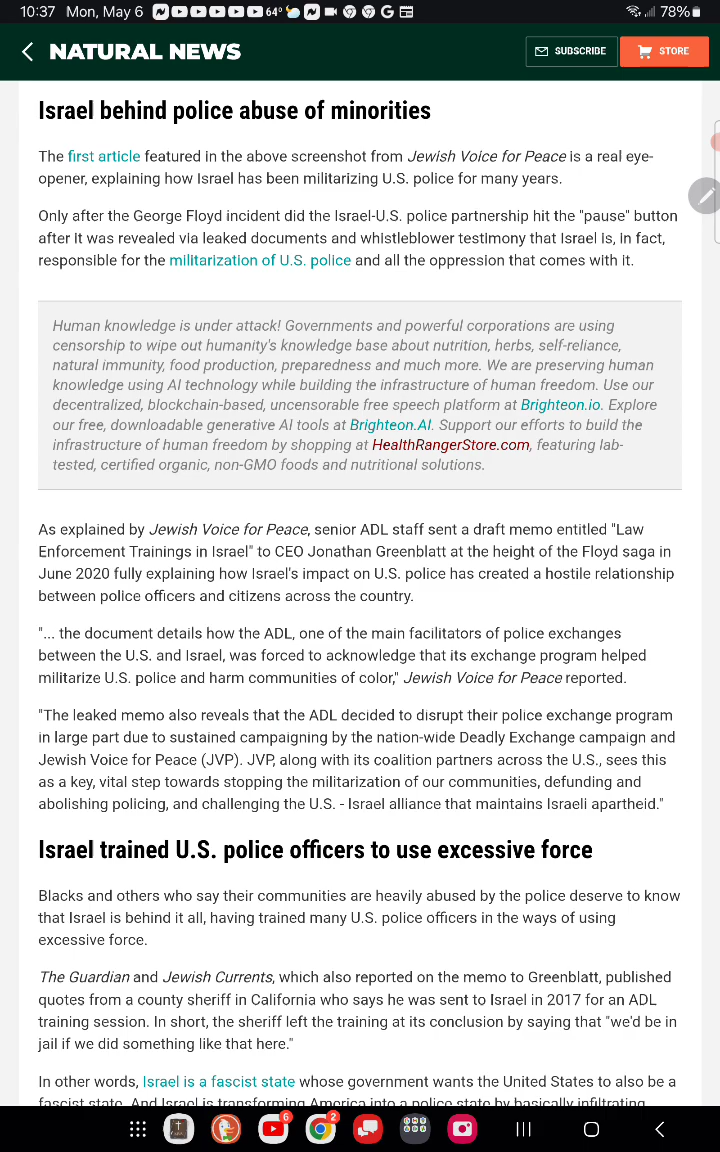 10:37 Mon, May 6 64° 78%
NATURAL NEWS
SUBSCRIBE
STORE
Israel behind police abuse of minorities
The first article featured in the above screenshot from Jewish Voice for Peace is a real eye-
opener, explaining how Israel has been militarizing U.S. police for many years.
Only after the George Floyd incident did the Israel-U.S. police partnership hit the "pause" button
after it was revealed via leaked documents and whistleblower testimony that Israel is, in fact,
responsible for the militarization of U.S. police and all the oppression that comes with it.
Human knowledge is under attack! Governments and powerful corporations are using
censorship to wipe out humanity's knowledge base about nutrition, herbs, self-reliance,
natural immunity, food production, preparedness and much more. We are preserving human
knowledge using AI technology while building the infrastructure of human freedom. Use our
decentralized, blockchain-based, uncensorable free speech platform at Brighteon.io. Explore
our free, downloadable generative AI tools at Brighteon.AI. Support our efforts to build the
infrastructure of human freedom by shopping at HealthRangerStore.com, featuring lab-
tested, certified organic, non-GMO foods and nutritional solutions.
As explained by Jewish Voice for Peace, senior ADL staff sent a draft memo entitled "Law
Enforcement Trainings in Israel" to CEO Jonathan Greenblatt at the height of the Floyd saga in
June 2020 fully explaining how Israel's impact on U.S. police has created a hostile relationship
between police officers and citizens across the country.
"... the document details how the ADL, one of the main facilitators of police exchanges
between the U.S. and Israel, was forced to acknowledge that its exchange program helped
militarize U.S. police and harm communities of color," Jewish Voice for Peace reported.
"The leaked memo also reveals that the ADL decided to disrupt their police exchange program
in large part due to sustained campaigning by the nation-wide Deadly Exchange campaign and
Jewish Voice for Peace (JVP). JVP, along with its coalition partners across the U.S., sees this
as a key, vital step towards stopping the militarization of our communities, defunding and
abolishing policing, and challenging the U.S. - Israel alliance that maintains Israeli apartheid."
Israel trained U.S. police officers to use excessive force
Blacks and others who say their communities are heavily abused by the police deserve to know
that Israel is behind it all, having trained many U.S. police officers in the ways of using
excessive force.
The Guardian and Jewish Currents, which also reported on the memo to Greenblatt, published
quotes from a county sheriff in California who says he was sent to Israel in 2017 for an ADL
training session. In short, the sheriff left the training at its conclusion by saying that "we'd be in
jail if we did something like that here."
In other words, Israel is a fascist state whose government wants the United States to also be a
fascist state. And Israel is transforming America into a police state by basically infiltrating
6
2